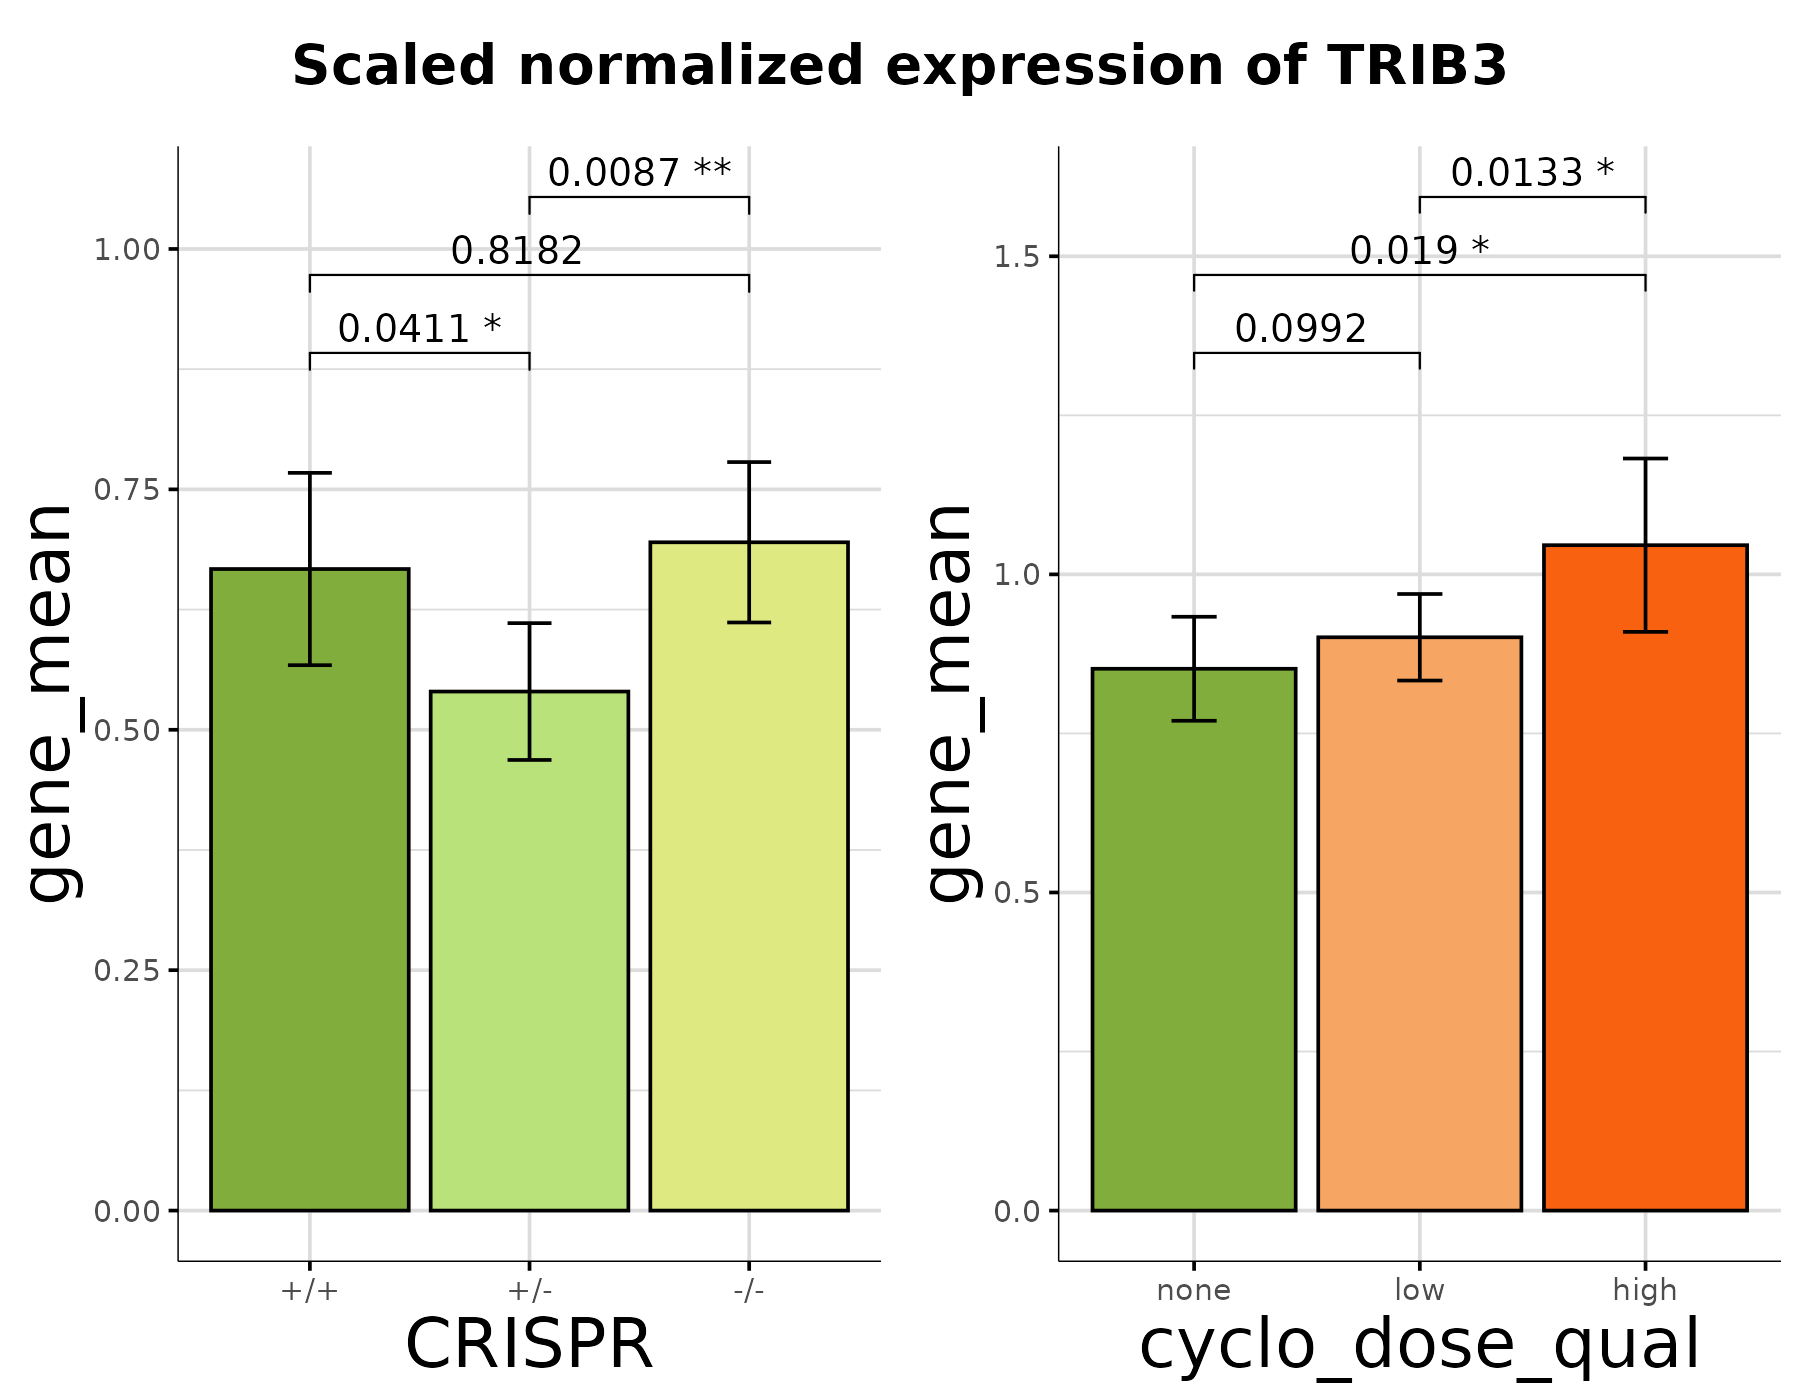 Scaled normalized expression of TRIB3
gene_mean
1.00
0.75
0.50
0.25
0.00
0.0087 **
0.8182
0.0411 *
+/+
+/-
-/-
CRISPR
gene_mean
1.5
1.0
0.5
0.0
0.0133 *
0.019 *
0.0992
none
low
high
cyclo_dose_qual